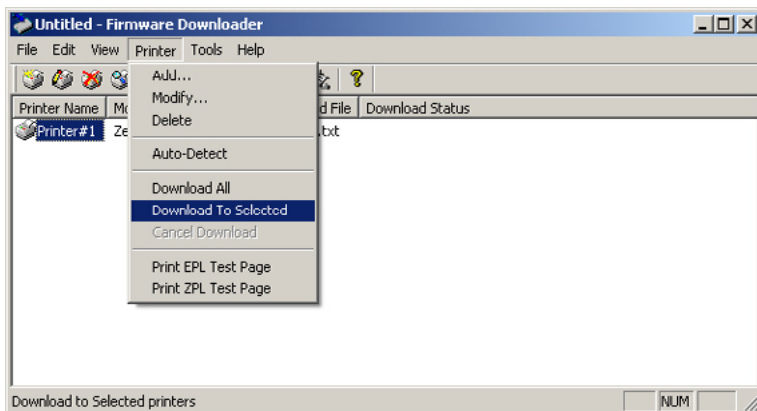 Untitled - Firmware Downloader
File Edit View Printer Tools Help
Printer Name d File Download Status
Printer#1 .txt
Add...
Modify...
Delete
Auto-Detect
Download All
Download To Selected
Cancel Download
Print EPL Test Page
Print ZPL Test Page
Download to Selected printers NUM